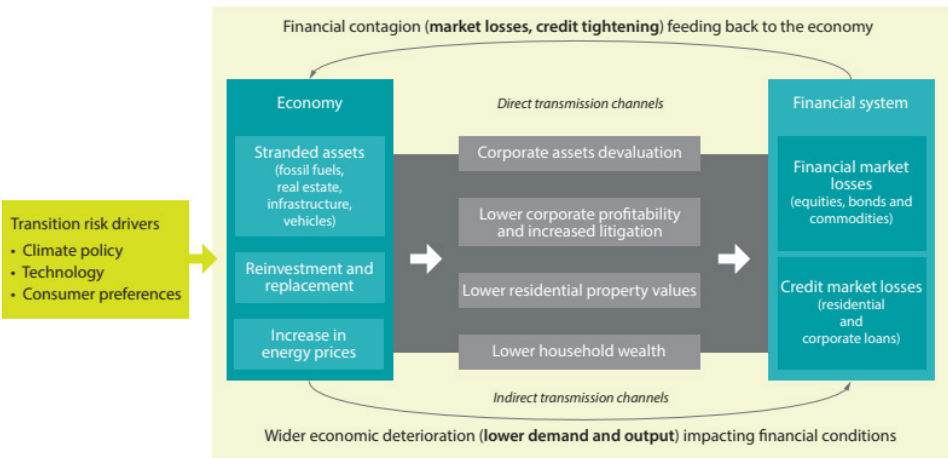 Financial contagion (market losses, credit tightening) feeding back to the economy
Economy
Direct transmission channels
Financial system
Stranded assets
(fossil fuels,
real estate,
infrastructure,
vehicles)
Corporate assets devaluation
Financial market
losses
(equities, bonds and
commodities)
Lower corporate profitability
and increased litigation
Transition risk drivers
• Climate policy
• Technology
• Consumer preferences
Reinvestment and
replacement
Lower residential property values
Credit market losses
(residential
and
corporate loans)
Increase in
energy prices
Lower household wealth
Indirect transmission channels
Wider economic deterioration (lower demand and output) impacting financial conditions